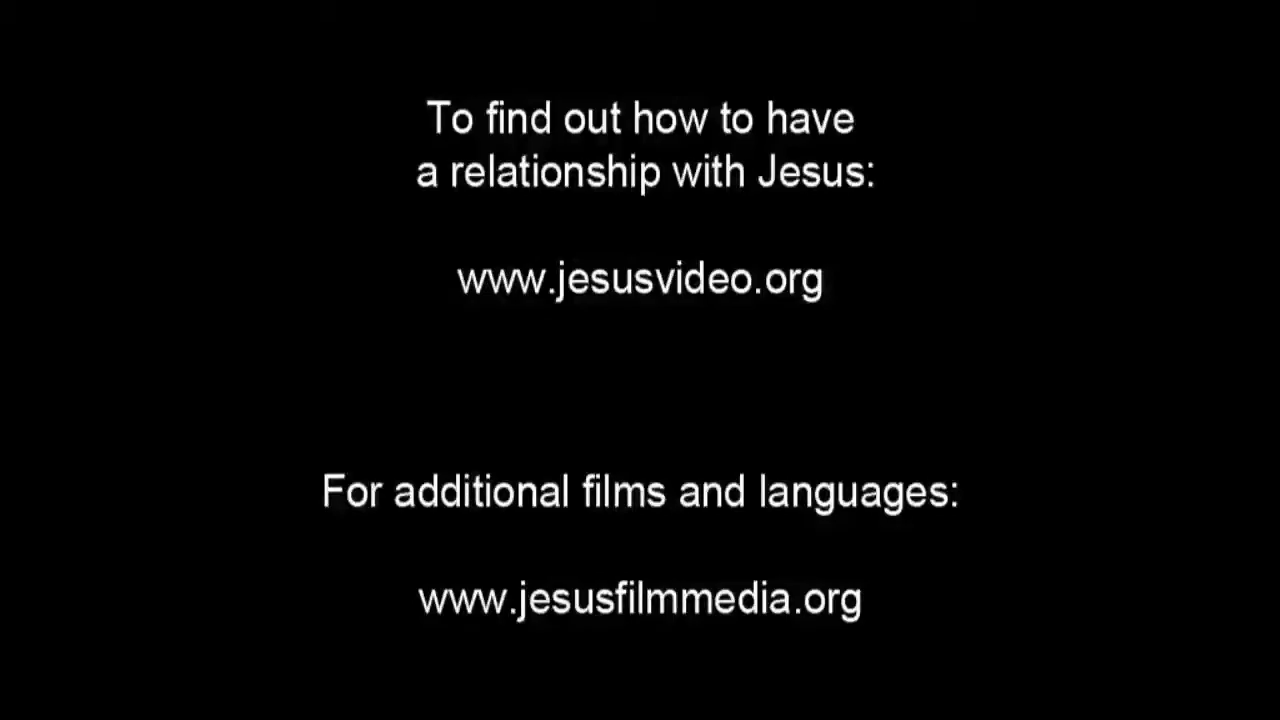 To find out how to have
a relationship with Jesus:
www.jesusvideo.org
For additional films and languages:
www.jesusfilmmedia.org